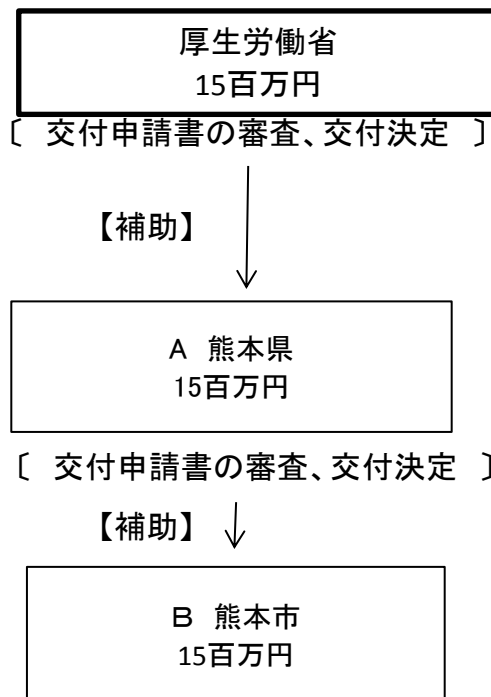 厚生労働省
15百万円
〔 交付申請書の審査、交付決定 〕
【補助】
A 熊本県
15百万円
〔 交付申請書の審査、交付決定 〕
【補助】
B 熊本市
15百万円